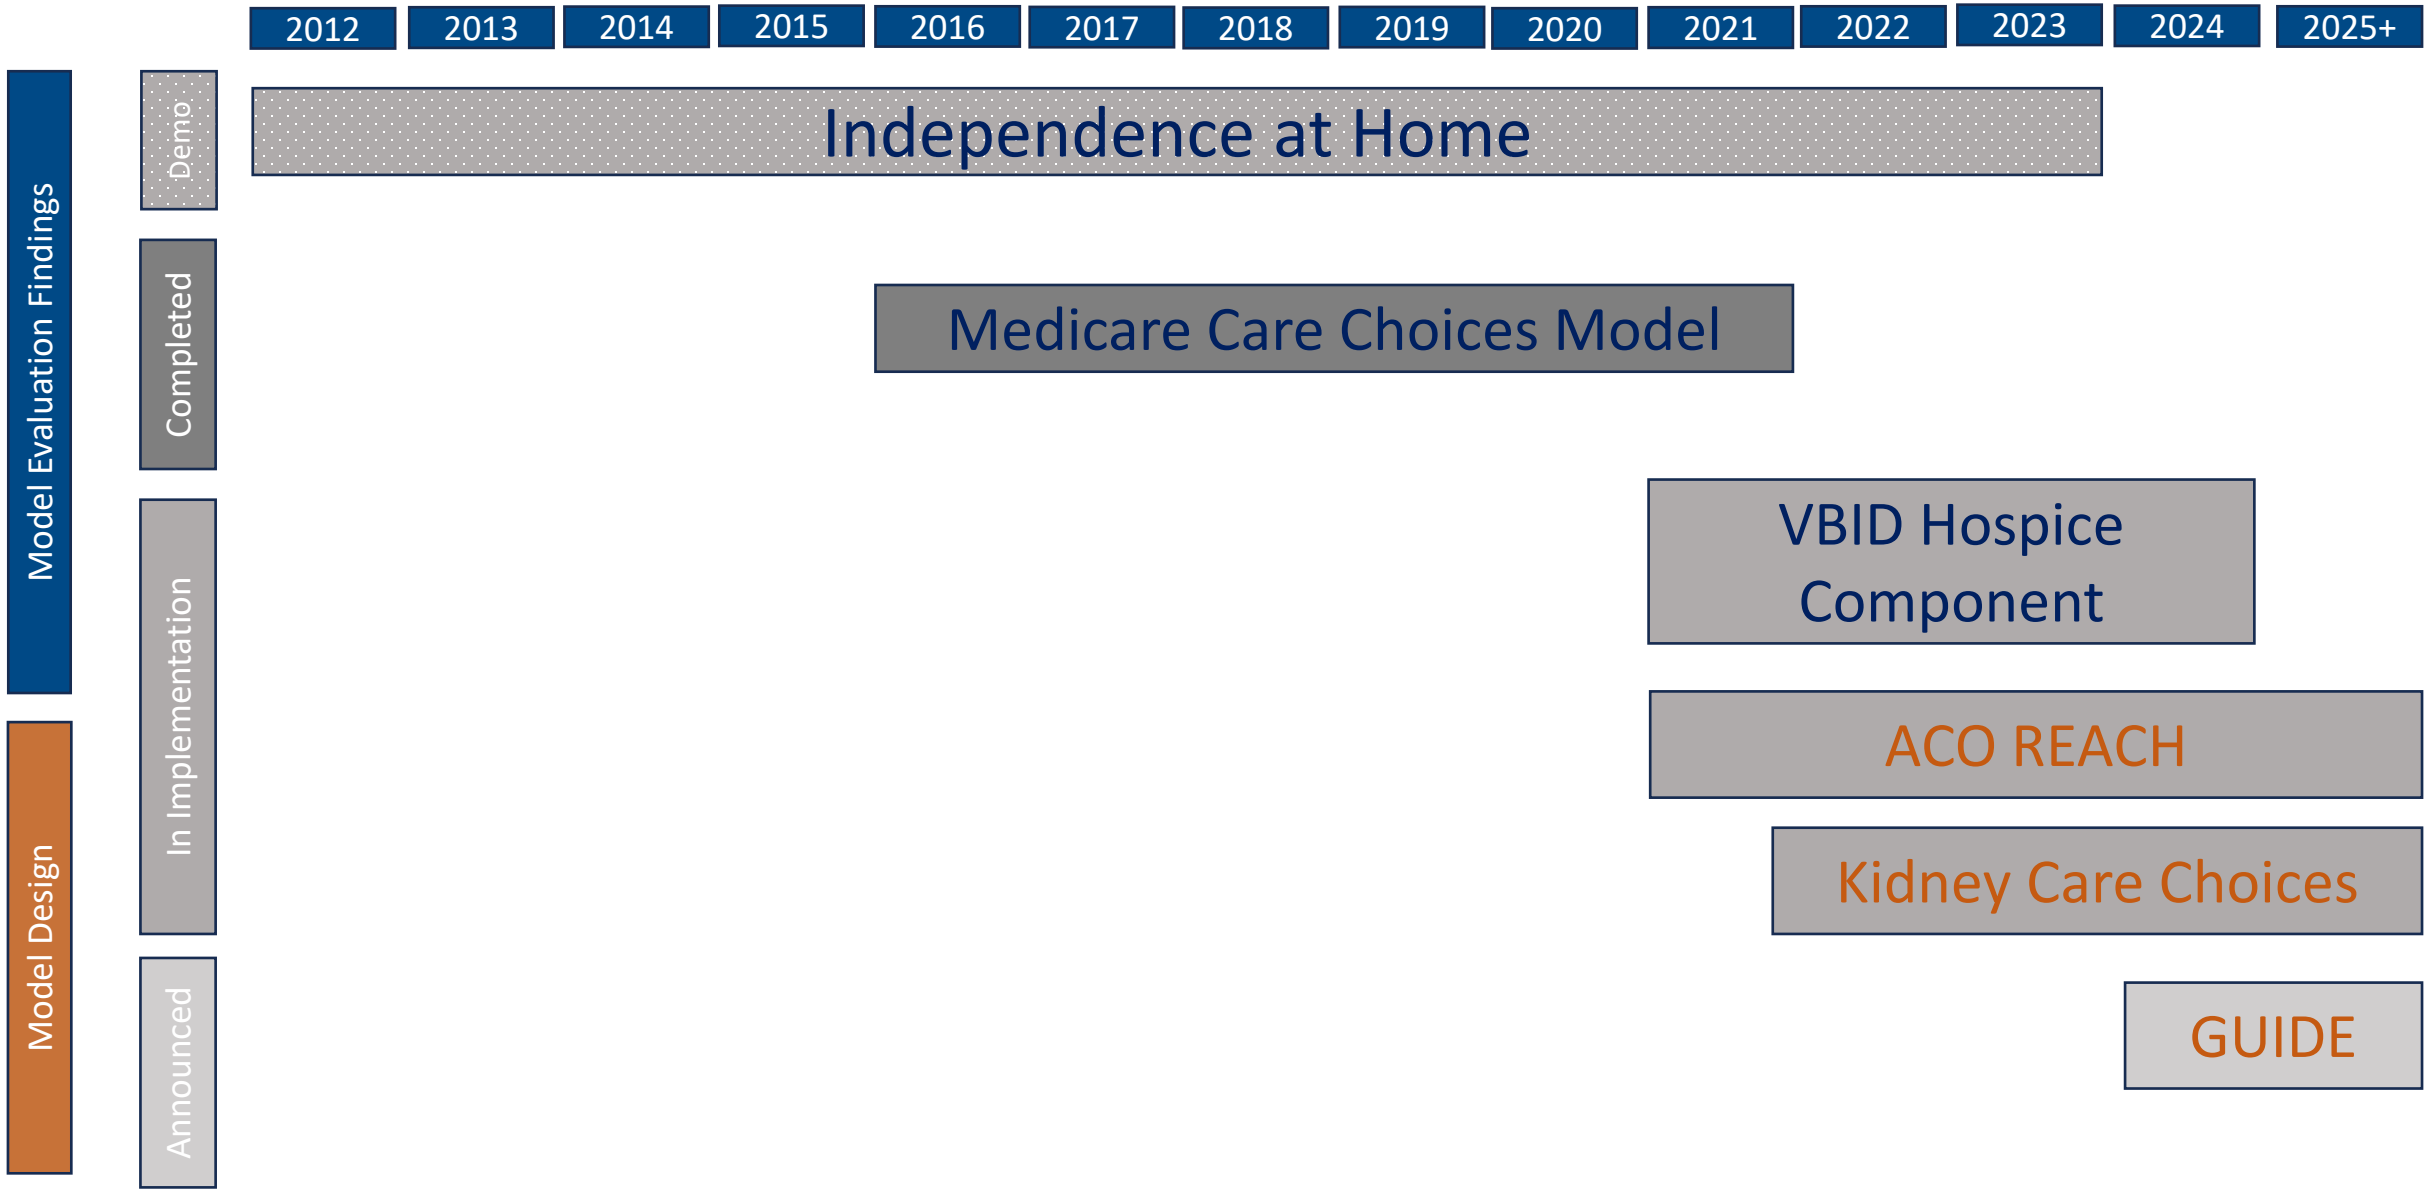 2012 2013 2014 2015 2016 2017 2018 2019 2020 2021 2022 2023 2024 2025+
Model Evaluation Findings
Demo
Independence at Home
Completed
Medicare Care Choices Model
In Implementation
VBID Hospice
Component
ACO REACH
Kidney Care Choices
Model Design
Announced
GUIDE